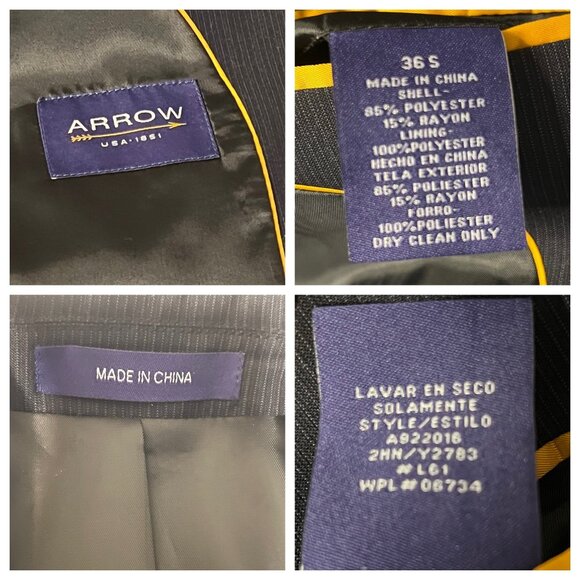 ARROW
USA • 1851
36 S
MADE IN CHINA
SHELL-
85% POLYESTER
15% RAYON
LINING-
100%POLYESTER
HECHO EN CHINA
TELA EXTERIOR
85% POLIESTER
15% RAYON
FORRO-
100%POLIESTER
DRY CLEAN ONLY
MADE IN CHINA
LAVAR EN SECO
SOLAMENTE
STYLE/ESTILO
A922016
2HN/Y2783
#L61
WPL#06734